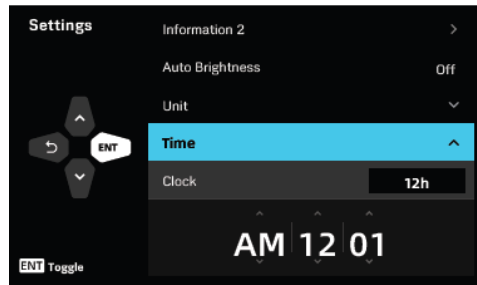 Settings
Information 2
Auto Brightness Off
Unit
ENT
Time
Clock 12h
AM 12 01
ENT Toggle